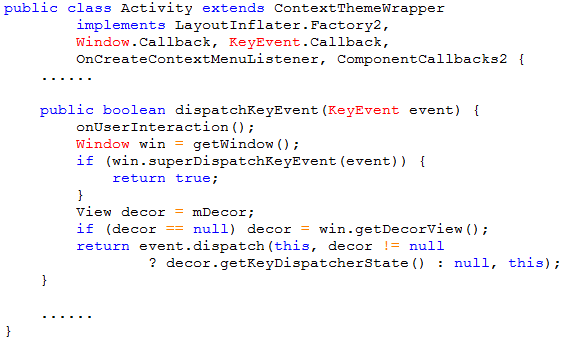 public class Activity extends ContextThemeWrapper
        implements LayoutInflater.Factory2,
        Window.Callback, KeyEvent.Callback,
        OnCreateContextMenuListener, ComponentCallbacks2 {
    ......
    public boolean dispatchKeyEvent(KeyEvent event) {
        onUserInteraction();
        Window win = getWindow();
        if (win.superDispatchKeyEvent(event)) {
            return true;
        }
        View decor = mDecor;
        if (decor == null) decor = win.getDecorView();
        return event.dispatch(this, decor != null
                ? decor.getKeyDispatcherState() : null, this);
    }
    ......
}